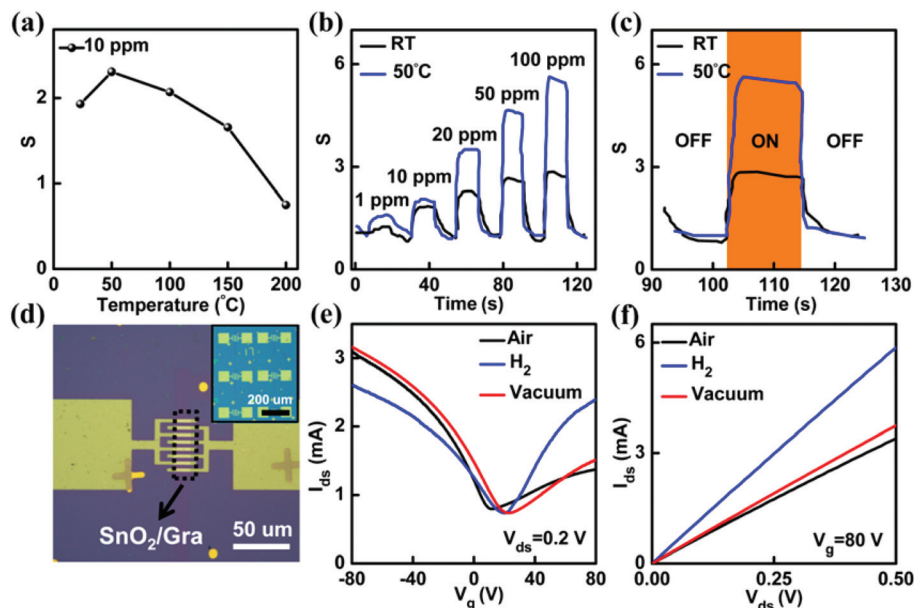 (a)
10 ppm
S
2
1
0
0
50
100
150
200
Temperature (°C)
(b)
RT
50°C
100 ppm
50 ppm
20 ppm
10 ppm
1 ppm
S
6
3
0
0
40
80
120
Time (s)
(c)
RT
50°C
OFF
ON
OFF
S
6
3
0
90
100
110
120
130
Time (s)
(d)
200 um
SnO2/Gra
50 um
(e)
Air
H2
Vacuum
Ids (mA)
3
2
1
0
-80
-40
0
40
80
Vds=0.2 V
Vg (V)
(f)
Air
H2
Vacuum
Ids (mA)
6
3
0
0.00
0.25
0.50
Vg=80 V
Vds (V)